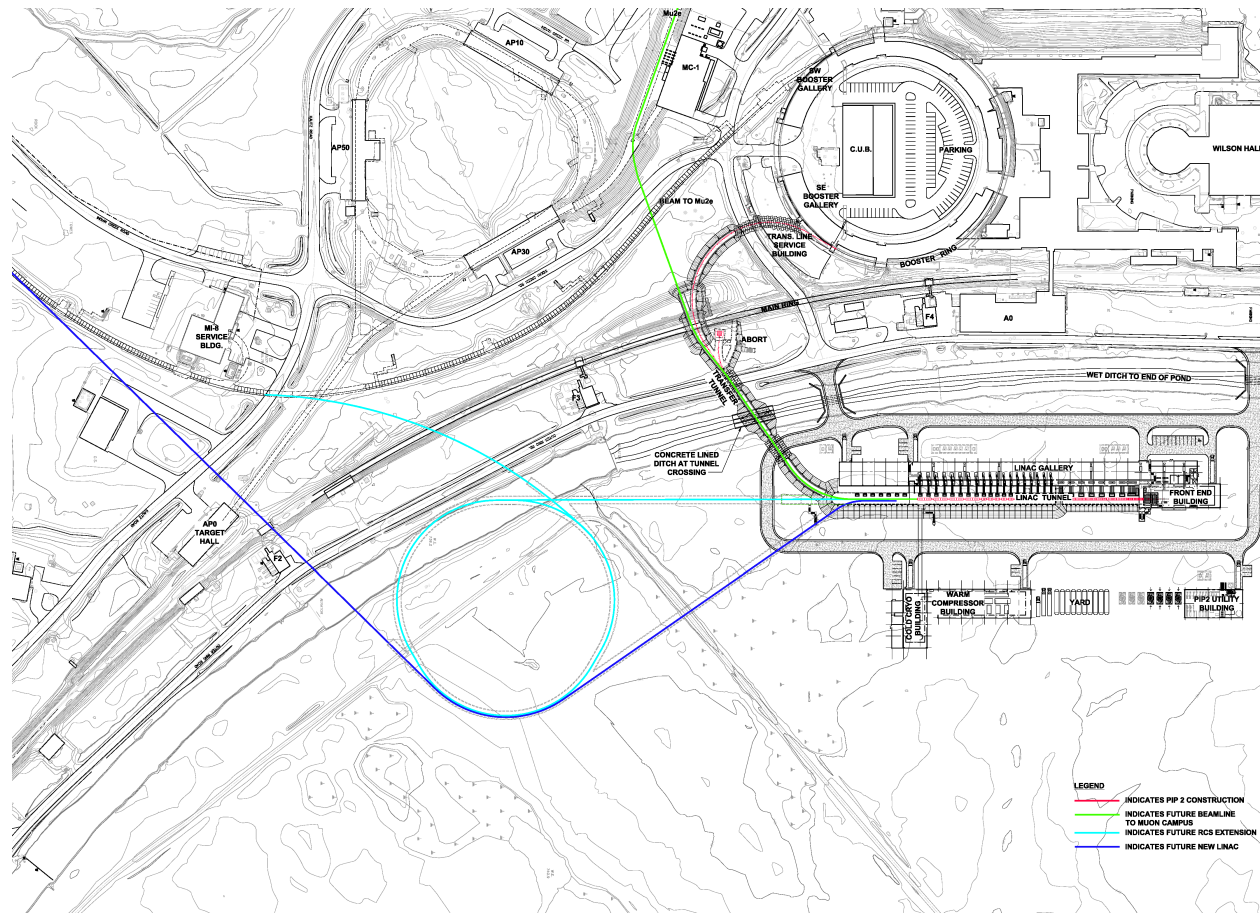 Mu2e
AP10
MC-1
SW
BOOSTER
GALLERY
AP50
C.U.B.
PARKING
WILSON HALL
SE
BOOSTER
GALLERY
BEAM TO Mu2e
TRANS. LINE
SERVICE
BUILDING
AP30
BOOSTER RING
MAIN RING
F4
A0
MI-8
SERVICE
BLDG.
ABORT
TRANSFER
TUNNEL
WET DITCH TO END OF POND
CONCRETE LINED
DITCH AT TUNNEL
CROSSING
LINAC GALLERY
LINAC TUNNEL
FRONT END
BUILDING
AP0
TARGET
HALL
F2
COLD CRYO
BUILDING
WARM
COMPRESSOR
BUILDING
YARD
PIP2 UTILITY
BUILDING
LEGEND
INDICATES PIP 2 CONSTRUCTION
INDICATES FUTURE BEAMLINE
TO MUON CAMPUS
INDICATES FUTURE RCS EXTENSION
INDICATES FUTURE NEW LINAC